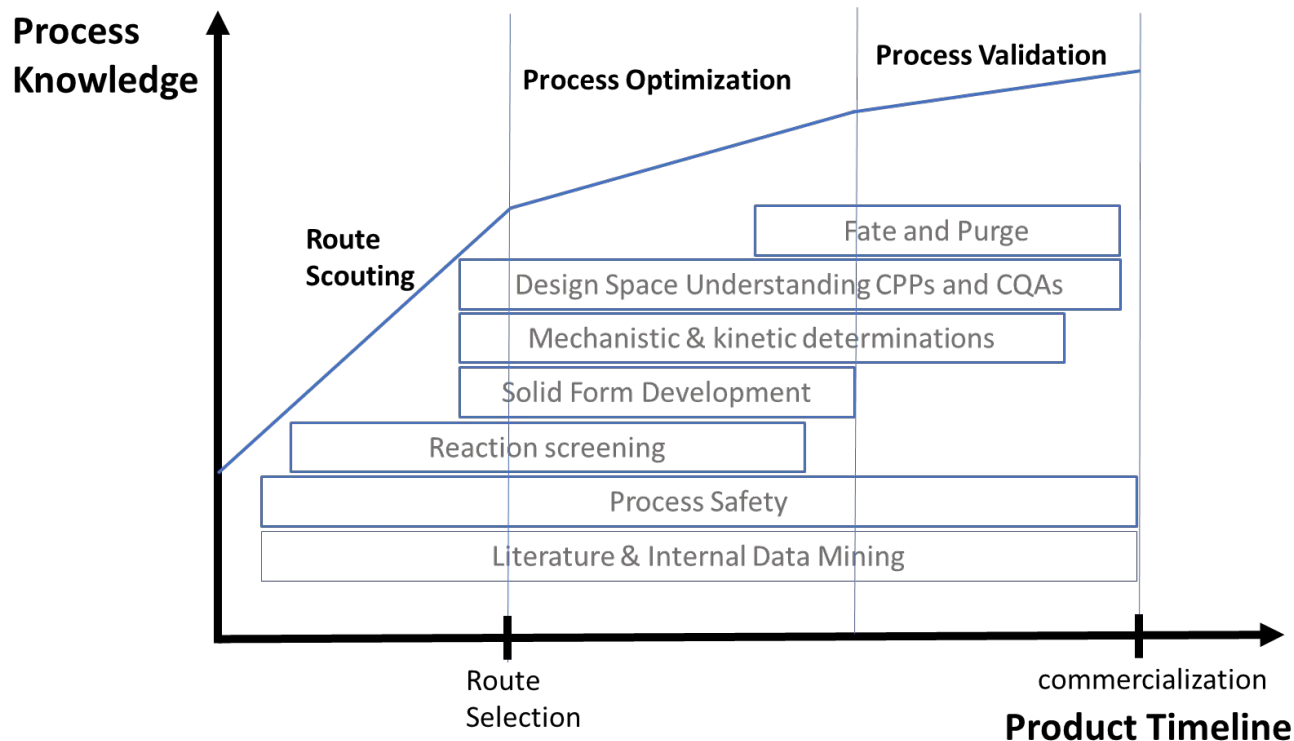 Process
Knowledge
Process Validation
Process Optimization
Route
Scouting
Fate and Purge
Design Space Understanding CPPs and CQAs
Mechanistic & kinetic determinations
Solid Form Development
Reaction screening
Process Safety
Literature & Internal Data Mining
Route
Selection
commercialization
Product Timeline